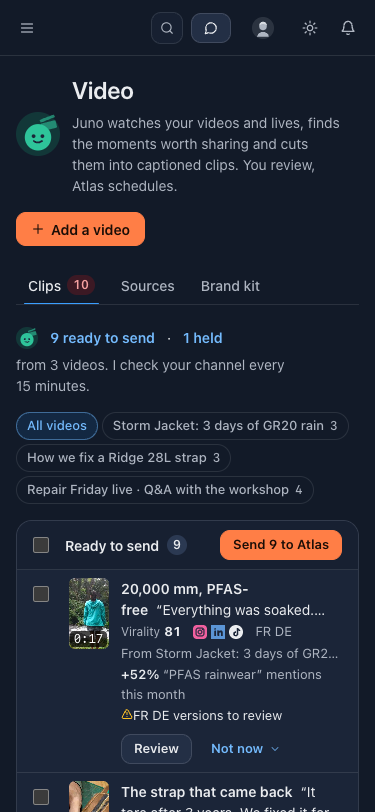 Video
Juno watches your videos and lives, finds
the moments worth sharing and cuts
them into captioned clips. You review,
Atlas schedules.
+ Add a video
Clips 10 Sources Brand kit
9 ready to send · 1 held
from 3 videos. I check your channel every
15 minutes.
All videos Storm Jacket: 3 days of GR20 rain 3
How we fix a Ridge 28L strap 3
Repair Friday live · Q&A with the workshop 4
Ready to send 9 Send 9 to Atlas
20,000 mm, PFAS-
free “Everything was soaked....
0:17
Virality 81 in FR DE
From Storm Jacket: 3 days of GR2...
+52% “PFAS rainwear” mentions
this month
FR DE versions to review
Review Not now
The strap that came back “It
tore after 3 years. We fixed it for